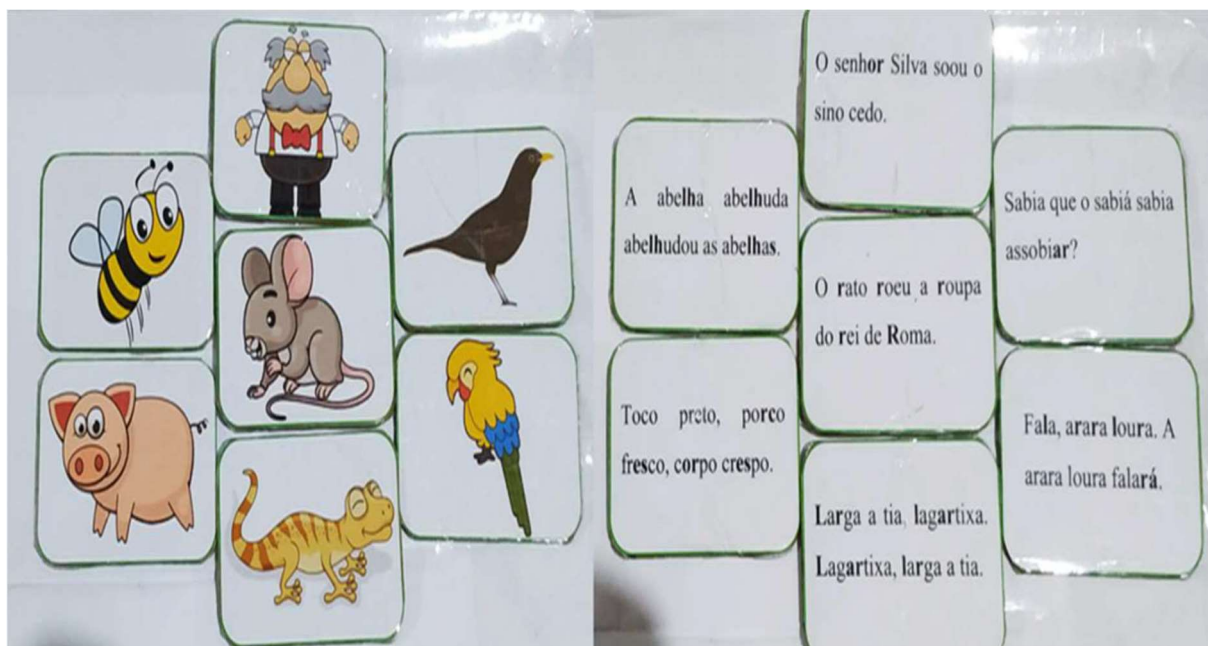 O senhor Silva soou o
sino cedo.
A abelha abelhuda
abelhudou as abelhas.
Sabia que o sabiá sabia
assobiar?
O rato roeu a roupa
do rei de Roma.
Toco preto, porco
fresco, corpo crespo.
Fala, arara loura. A
arara loura falará.
Larga a tia, lagartixa.
Lagartixa, larga a tia.